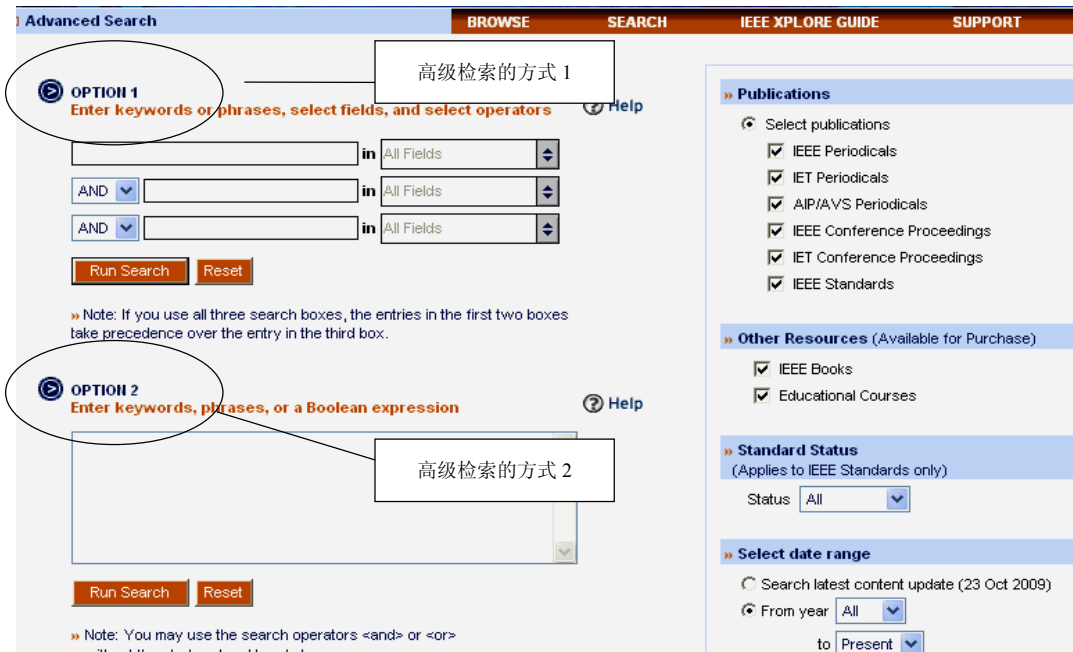 Advanced Search
BROWSE SEARCH IEEE XPLORE GUIDE SUPPORT
高级检索的方式 1
OPTION 1
Enter keywords or phrases, select fields, and select operators
Help
in All Fields
AND in All Fields
AND in All Fields
Run Search Reset
» Note: If you use all three search boxes, the entries in the first two boxes
take precedence over the entry in the third box.
OPTION 2
Enter keywords, phrases, or a Boolean expression
Help
高级检索的方式 2
Run Search Reset
» Note: You may use the search operators <and> or <or>
» Publications
Select publications
IEEE Periodicals
IET Periodicals
AIP/AVS Periodicals
IEEE Conference Proceedings
IET Conference Proceedings
IEEE Standards
» Other Resources (Available for Purchase)
IEEE Books
Educational Courses
» Standard Status
(Applies to IEEE Standards only)
Status All
» Select date range
Search latest content update (23 Oct 2009)
From year All
to Present